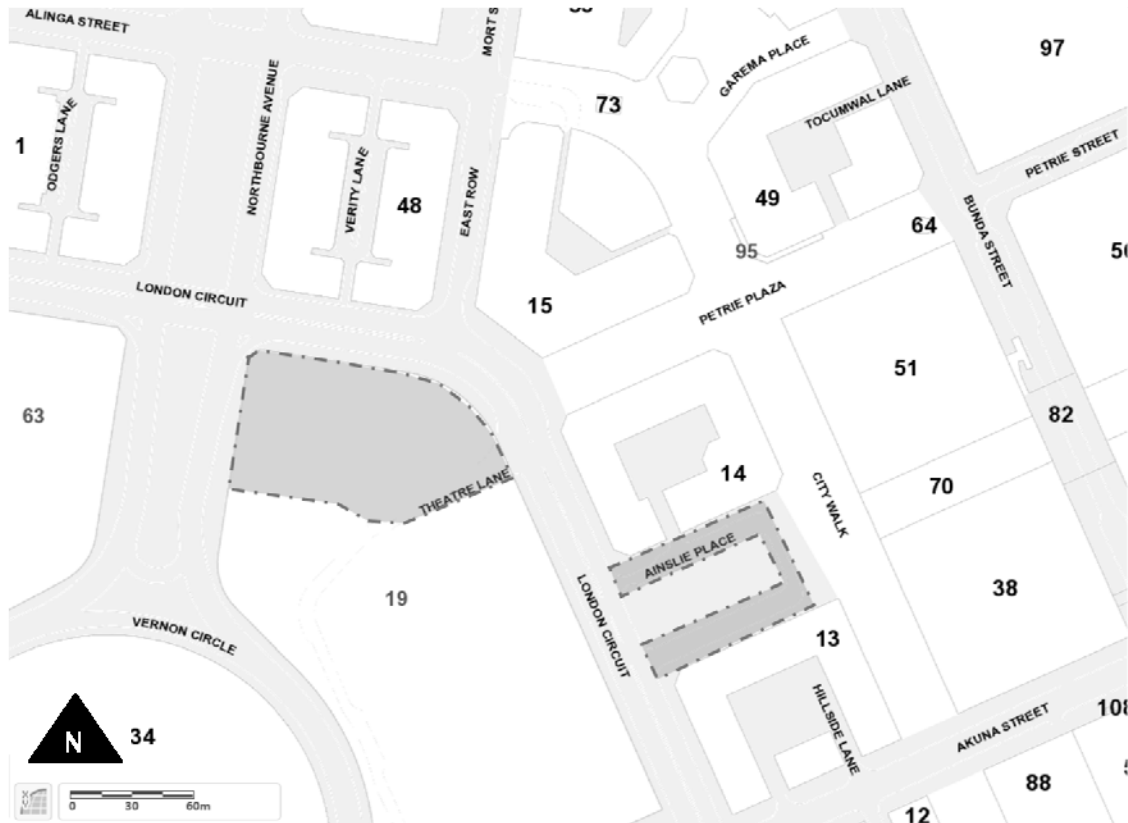 ALINGA STREET
MORT S
GAREMA PLACE
97
73
TOCUMWAL LANE
PETRIE STREET
1
ODGERS LANE
NORTHBOURNE AVENUE
VERITY LANE
48
EAST ROW
49
95
64
BUNDA STREET
15
PETRIE PLAZA
LONDON CIRCUIT
51
63
82
THEATRE LANE
14
CITY WALK
70
AINSLIE PLACE
19
LONDON CIRCUIT
38
VERNON CIRCLE
13
HILLSIDE LANE
AKUNA STREET
108
N
34
88
12
0 30 60m